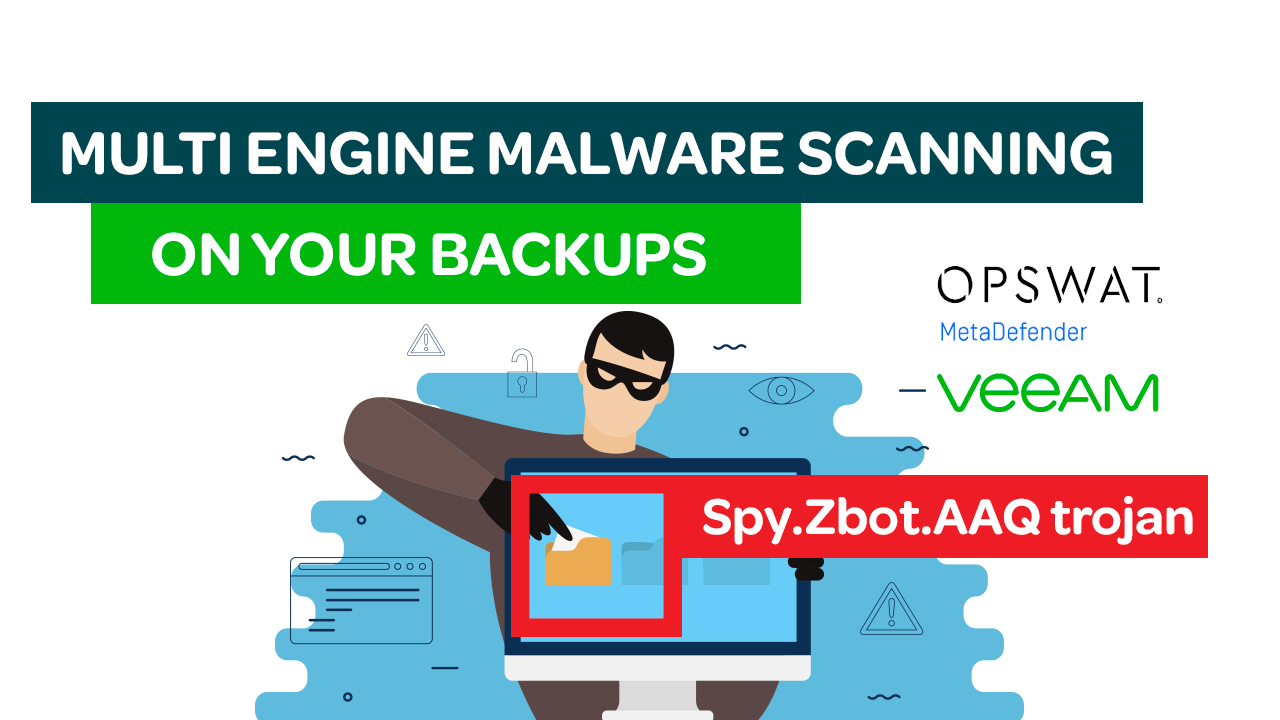 MULTI ENGINE MALWARE SCANNING
ON YOUR BACKUPS
OPSWAT.
MetaDefender
veeAM
Spy.Zbot.AAQ trojan